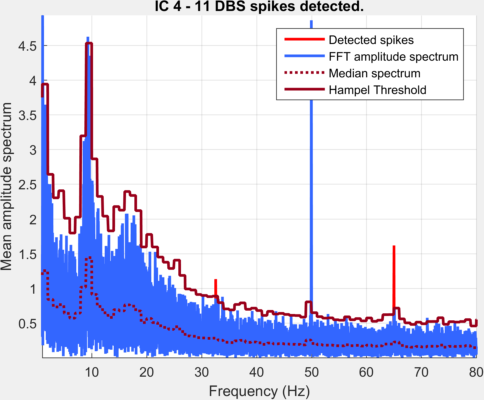 IC 4 - 11 DBS spikes detected.
Detected spikes
FFT amplitude spectrum
Median spectrum
Hampel Threshold
Mean amplitude spectrum
4.5
4
3.5
3
2.5
2
1.5
1
0.5
10 20 30 40 50 60 70 80
Frequency (Hz)